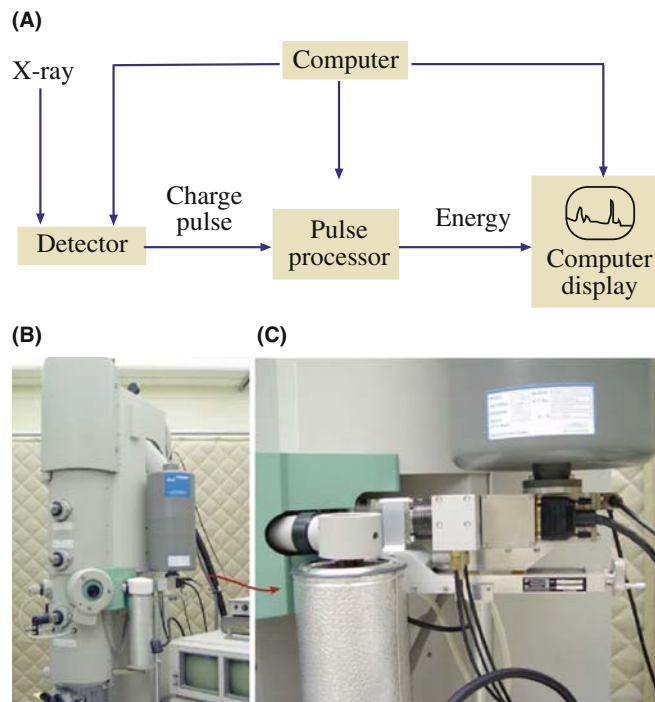 (A)
X-ray
Computer
Charge
pulse
Energy
Detector
Pulse
processor
Computer
display
(B)
(C)